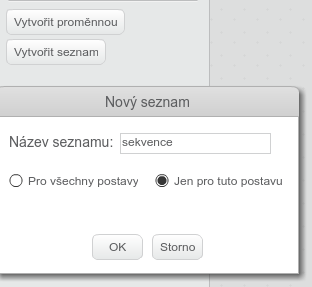 Vytvořit proměnnou
Vytvořit seznam
Nový seznam
Název seznamu: sekvence
Pro všechny postavy Jen pro tuto postavu
OK Storno